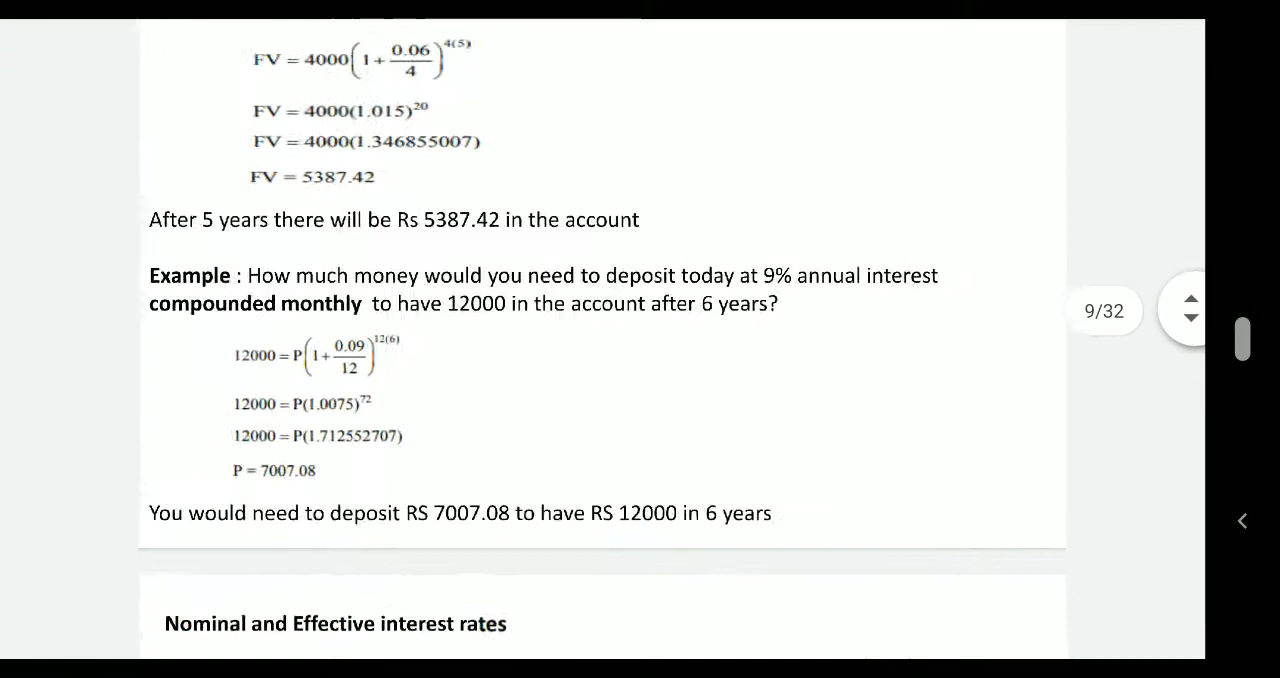 FV = 4000(1 + 0.06/4)^4(5)
FV = 4000(1.015)^20
FV = 4000(1.346855007)
FV = 5387.42
After 5 years there will be Rs 5387.42 in the account
Example : How much money would you need to deposit today at 9% annual interest
compounded monthly to have 12000 in the account after 6 years?
12000 = P(1 + 0.09/12)^12(6)
12000 = P(1.0075)^72
12000 = P(1.712552707)
P = 7007.08
You would need to deposit RS 7007.08 to have RS 12000 in 6 years
9/32
Nominal and Effective interest rates